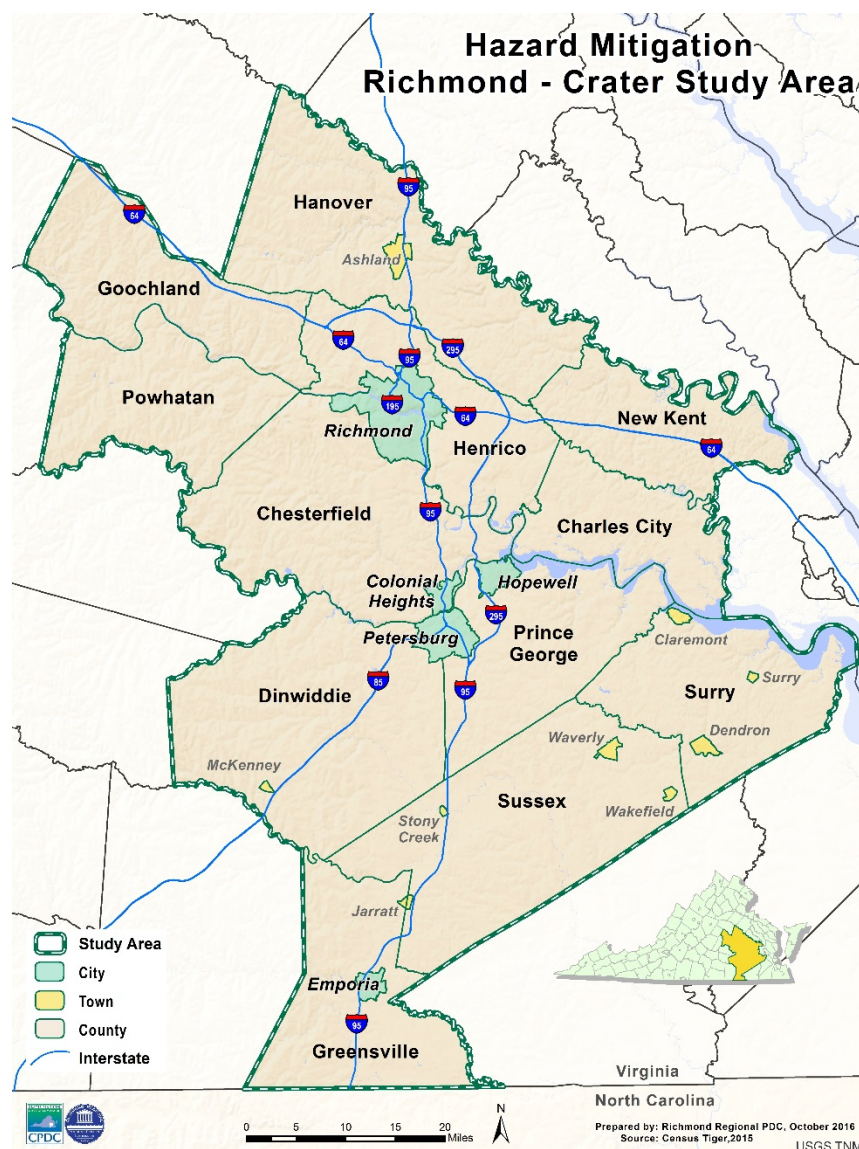 Hazard Mitigation
Richmond - Crater Study Area
95
Hanover
64
Ashland
Goochland
64
295
95
Powhatan
195
64
New Kent
Richmond
Henrico
64
Chesterfield
95
Charles City
Colonial
Heights
Hopewell
295
Petersburg
Prince
George
Claremont
Dinwiddie
85
95
Surry
Surry
Waverly
Dendron
McKenney
Sussex
Wakefield
Stony
Creek
Jarratt
Study Area
City
Town
County
Interstate
Emporia
95
Greensville
Virginia
North Carolina
CPDC
N
0 5 10 15 20
Miles
Prepared by: Richmond Regional PDC, October 2016
Source: Census Tiger,2015
USGS TNM